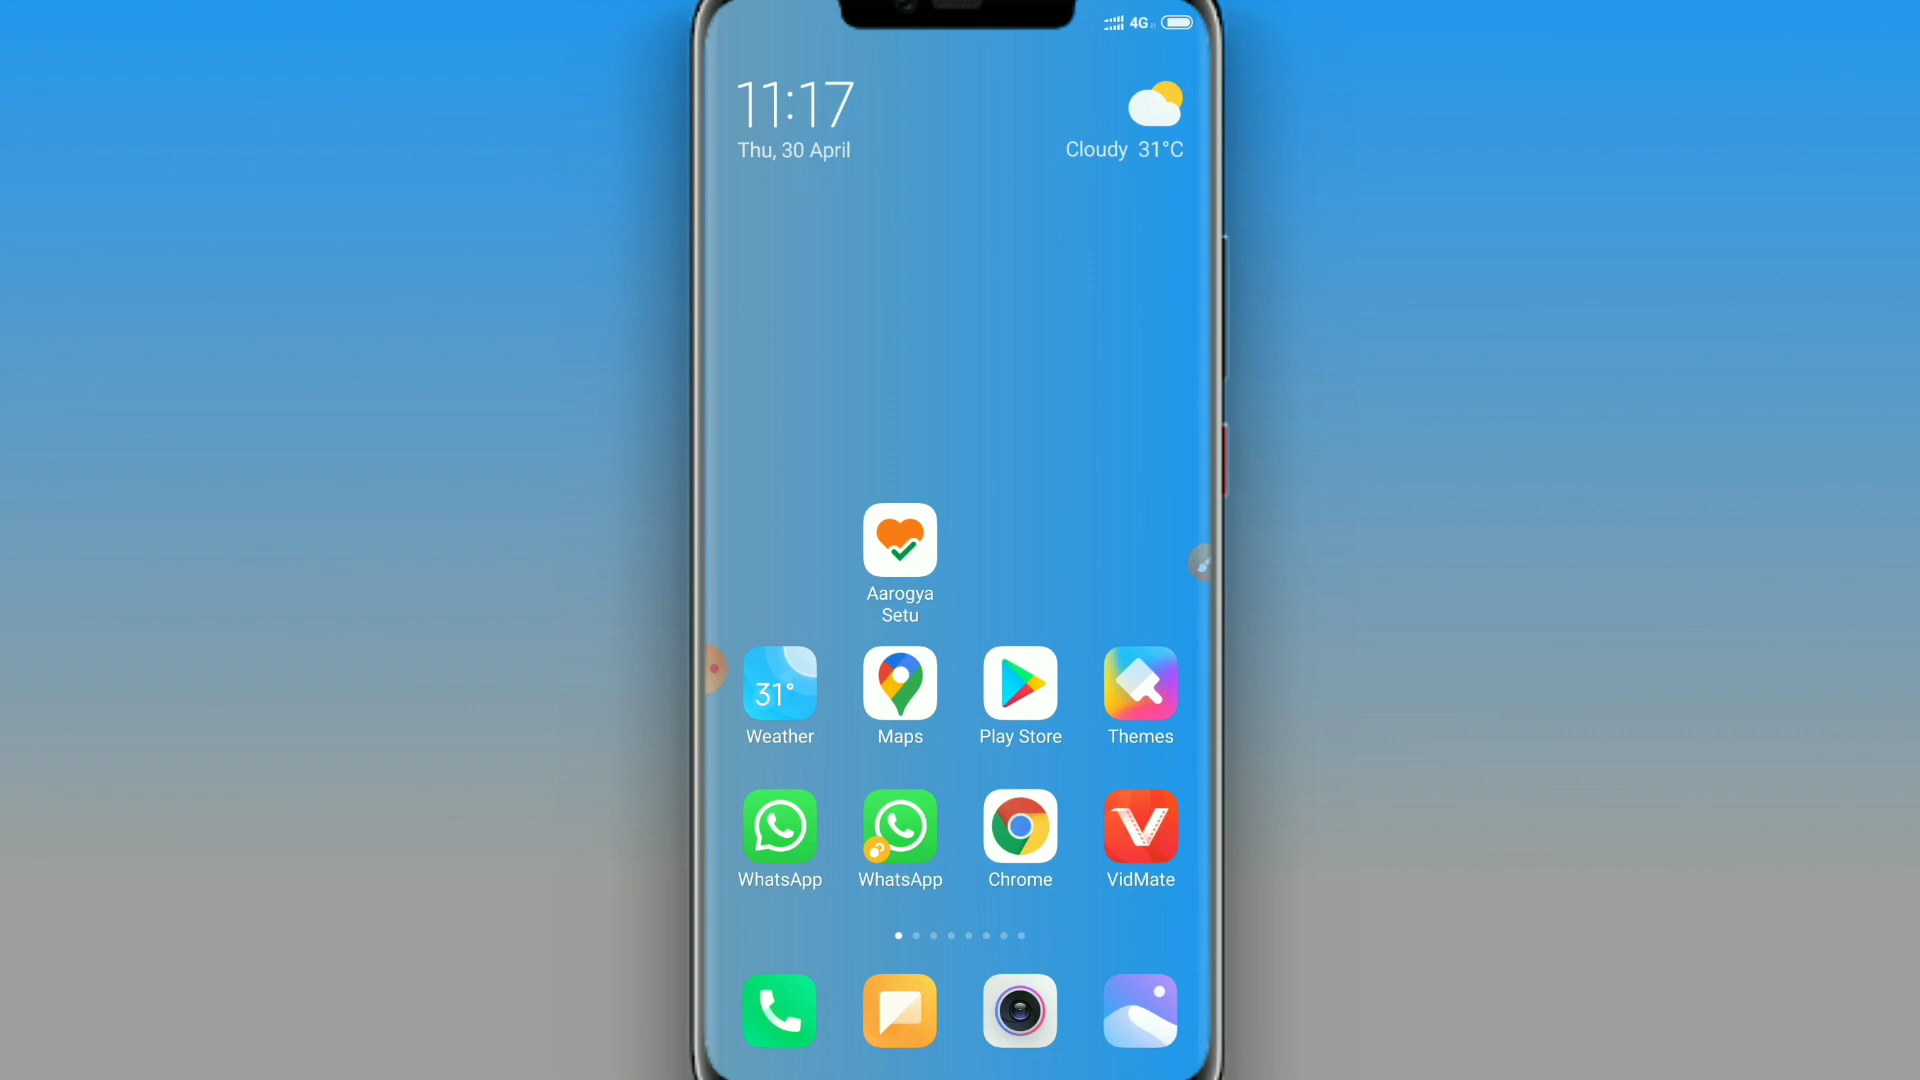 4G
11:17
Thu, 30 April
Cloudy 31°C
Aarogya
Setu
31°
Weather
Maps
Play Store
Themes
WhatsApp
WhatsApp
Chrome
VidMate